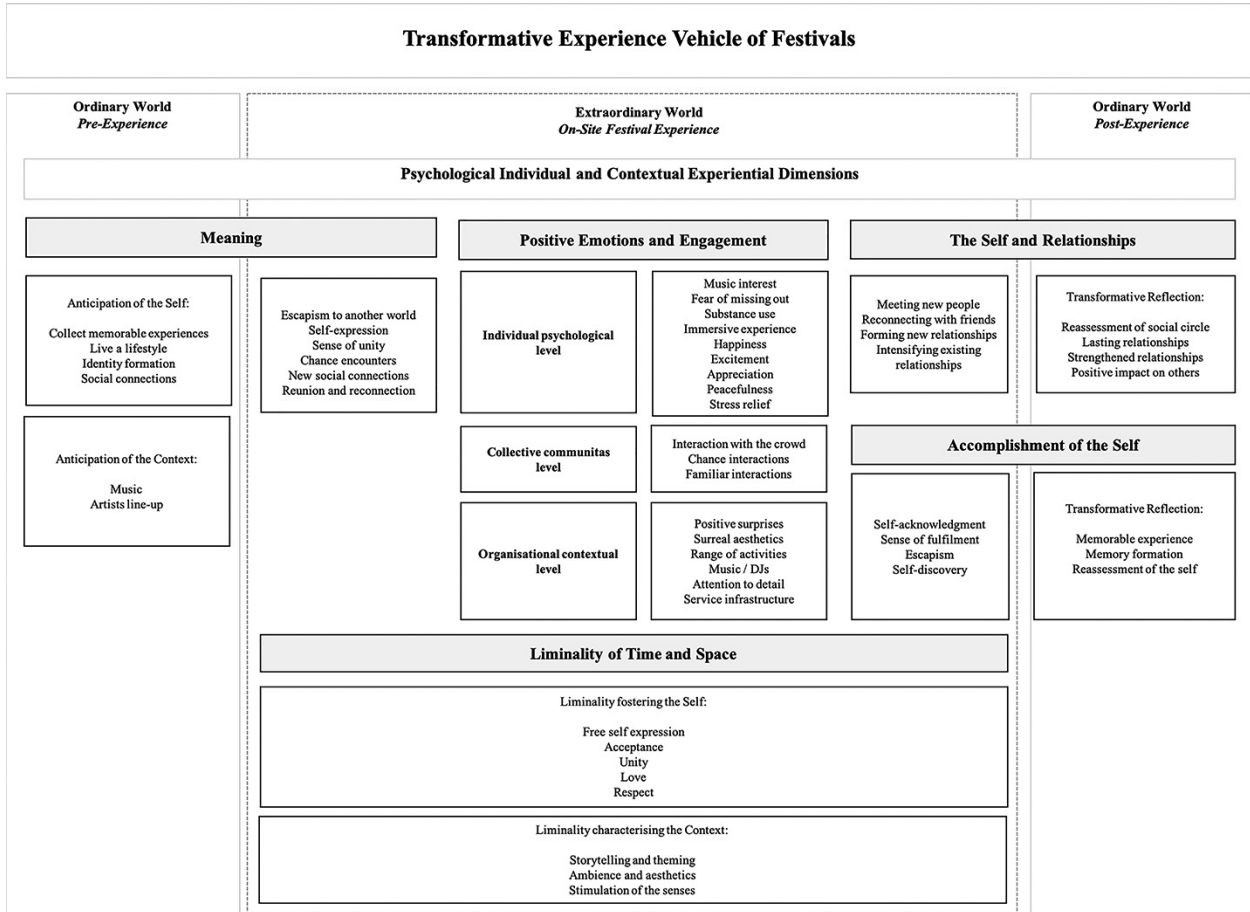 Transformative Experience Vehicle of Festivals
Ordinary World
Pre-Experience
Extraordinary World
On-Site Festival Experience
Ordinary World
Post-Experience
Psychological Individual and Contextual Experiential Dimensions
Meaning
Anticipation of the Self:
Collect memorable experiences
Live a lifestyle
Identity formation
Social connections
Anticipation of the Context:
Music
Artists line-up
Escapism to another world
Self-expression
Sense of unity
Chance encounters
New social connections
Reunion and reconnection
Positive Emotions and Engagement
Individual psychological
level
Music interest
Fear of missing out
Substance use
Immersive experience
Happiness
Excitement
Appreciation
Peacefulness
Stress relief
Collective communitas
level
Interaction with the crowd
Chance interactions
Familiar interactions
Organisational contextual
level
Positive surprises
Surreal aesthetics
Range of activities
Music / DJs
Attention to detail
Service infrastructure
The Self and Relationships
Meeting new people
Reconnecting with friends
Forming new relationships
Intensifying existing
relationships
Transformative Reflection:
Reassessment of social circle
Lasting relationships
Strengthened relationships
Positive impact on others
Accomplishment of the Self
Self-acknowledgment
Sense of fulfilment
Escapism
Self-discovery
Transformative Reflection:
Memorable experience
Memory formation
Reassessment of the self
Liminality of Time and Space
Liminality fostering the Self:
Free self expression
Acceptance
Unity
Love
Respect
Liminality characterising the Context:
Storytelling and theming
Ambience and aesthetics
Stimulation of the senses